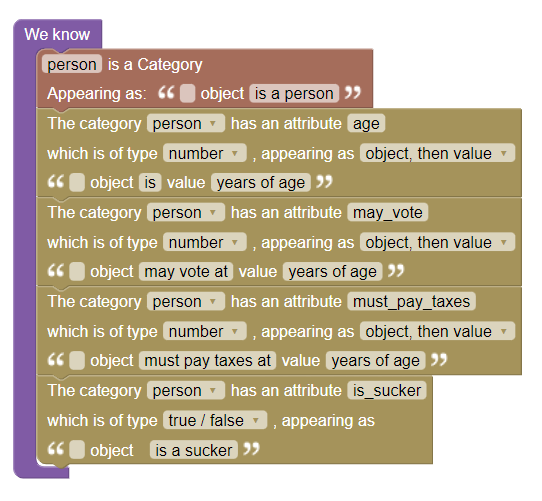 We know
person is a Category
Appearing as: “ object is a person ”
The category person ▾ has an attribute age
which is of type number ▾ , appearing as object, then value ▾
“ object is value years of age ”
The category person ▾ has an attribute may_vote
which is of type number ▾ , appearing as object, then value ▾
“ object may vote at value years of age ”
The category person ▾ has an attribute must_pay_taxes
which is of type number ▾ , appearing as object, then value ▾
“ object must pay taxes at value years of age ”
The category person ▾ has an attribute is_sucker
which is of type true / false ▾ , appearing as
“ object is a sucker ”